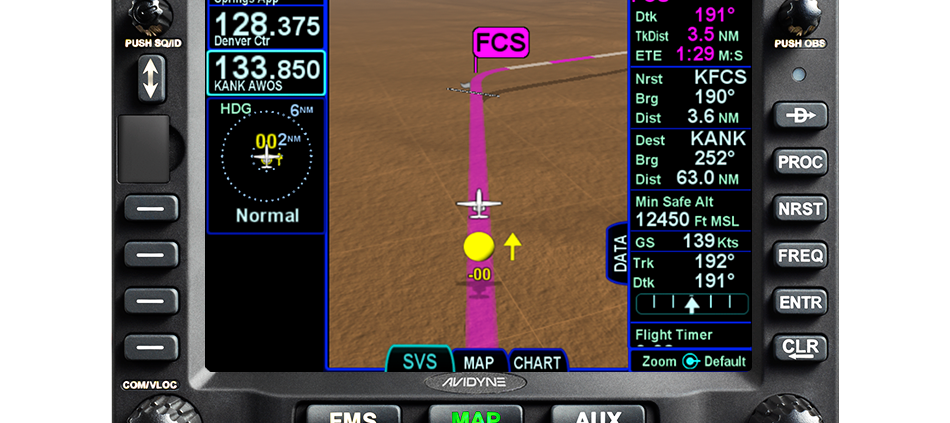 Springs App
128.375
Denver Ctr
133.850
KANK AWOS
HDG
6NM
002NM
Normal
PUSH SQ/ID
COM/VLOC
FCS
-00
DATA
SVS
MAP
CHART
AVIDYNE
FMS
MAP
AUX
FCS
Dtk 191°
TkDist 3.5 NM
ETE 1:29 M:S
Nrst KFCS
Brg 190°
Dist 3.6 NM
Dest KANK
Brg 252°
Dist 63.0 NM
Min Safe Alt
12450 Ft MSL
GS 139 Kts
Trk 192°
Dtk 191°
Flight Timer
Zoom Default
PUSH OBS
D
PROC
NRST
FREQ
ENTR
CLR